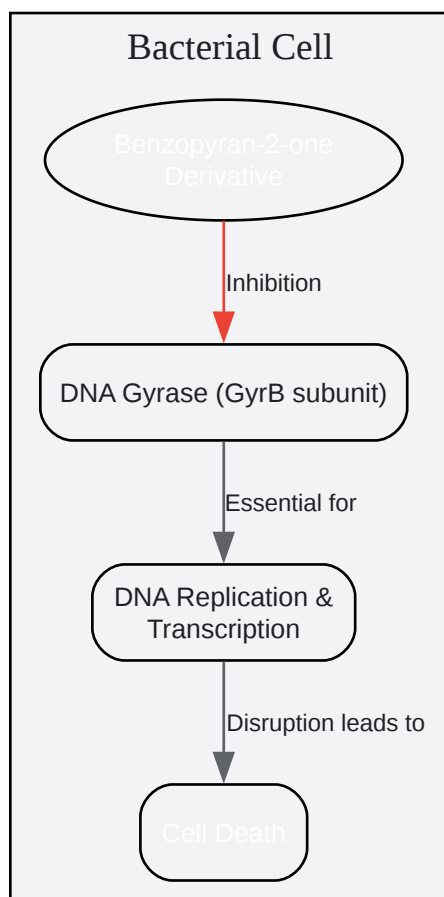 Bacterial Cell
Benzopyran-2-one
Derivative
Inhibition
DNA Gyrase (GyrB subunit)
Essential for
DNA Replication &
Transcription
Disruption leads to
Cell Death